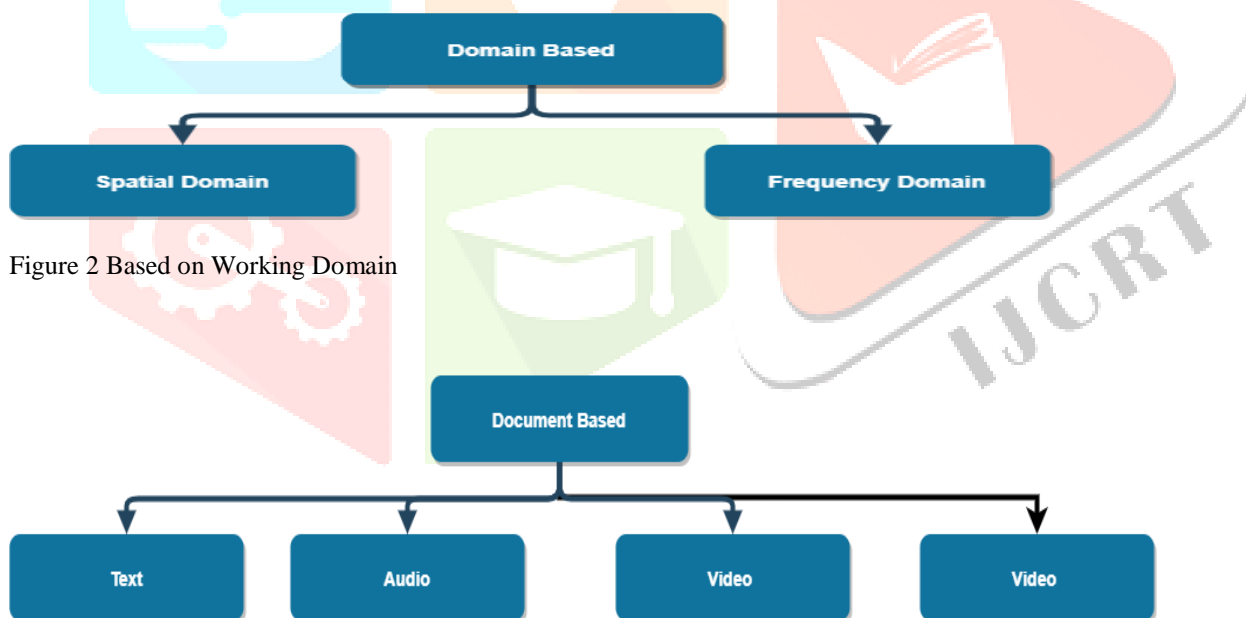 Domain Based
Spatial Domain
Frequency Domain
Figure 2 Based on Working Domain
IJCRT
Document Based
Text
Audio
Video
Video